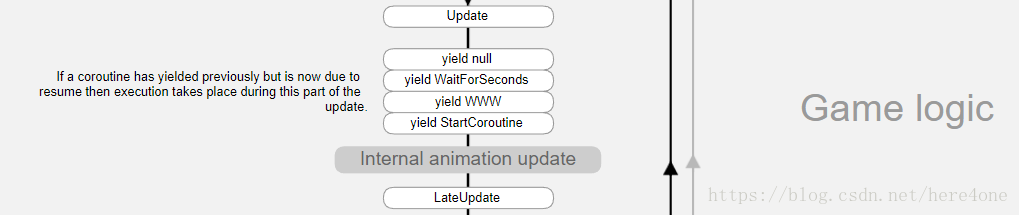 Update
yield null
If a coroutine has yielded previously but is now due to
resume then execution takes place during this part of the
update.
yield WaitForSeconds
yield WWW
yield StartCoroutine
Game logic
Internal animation update
LateUpdate
https://blog.csdn.net/here4one